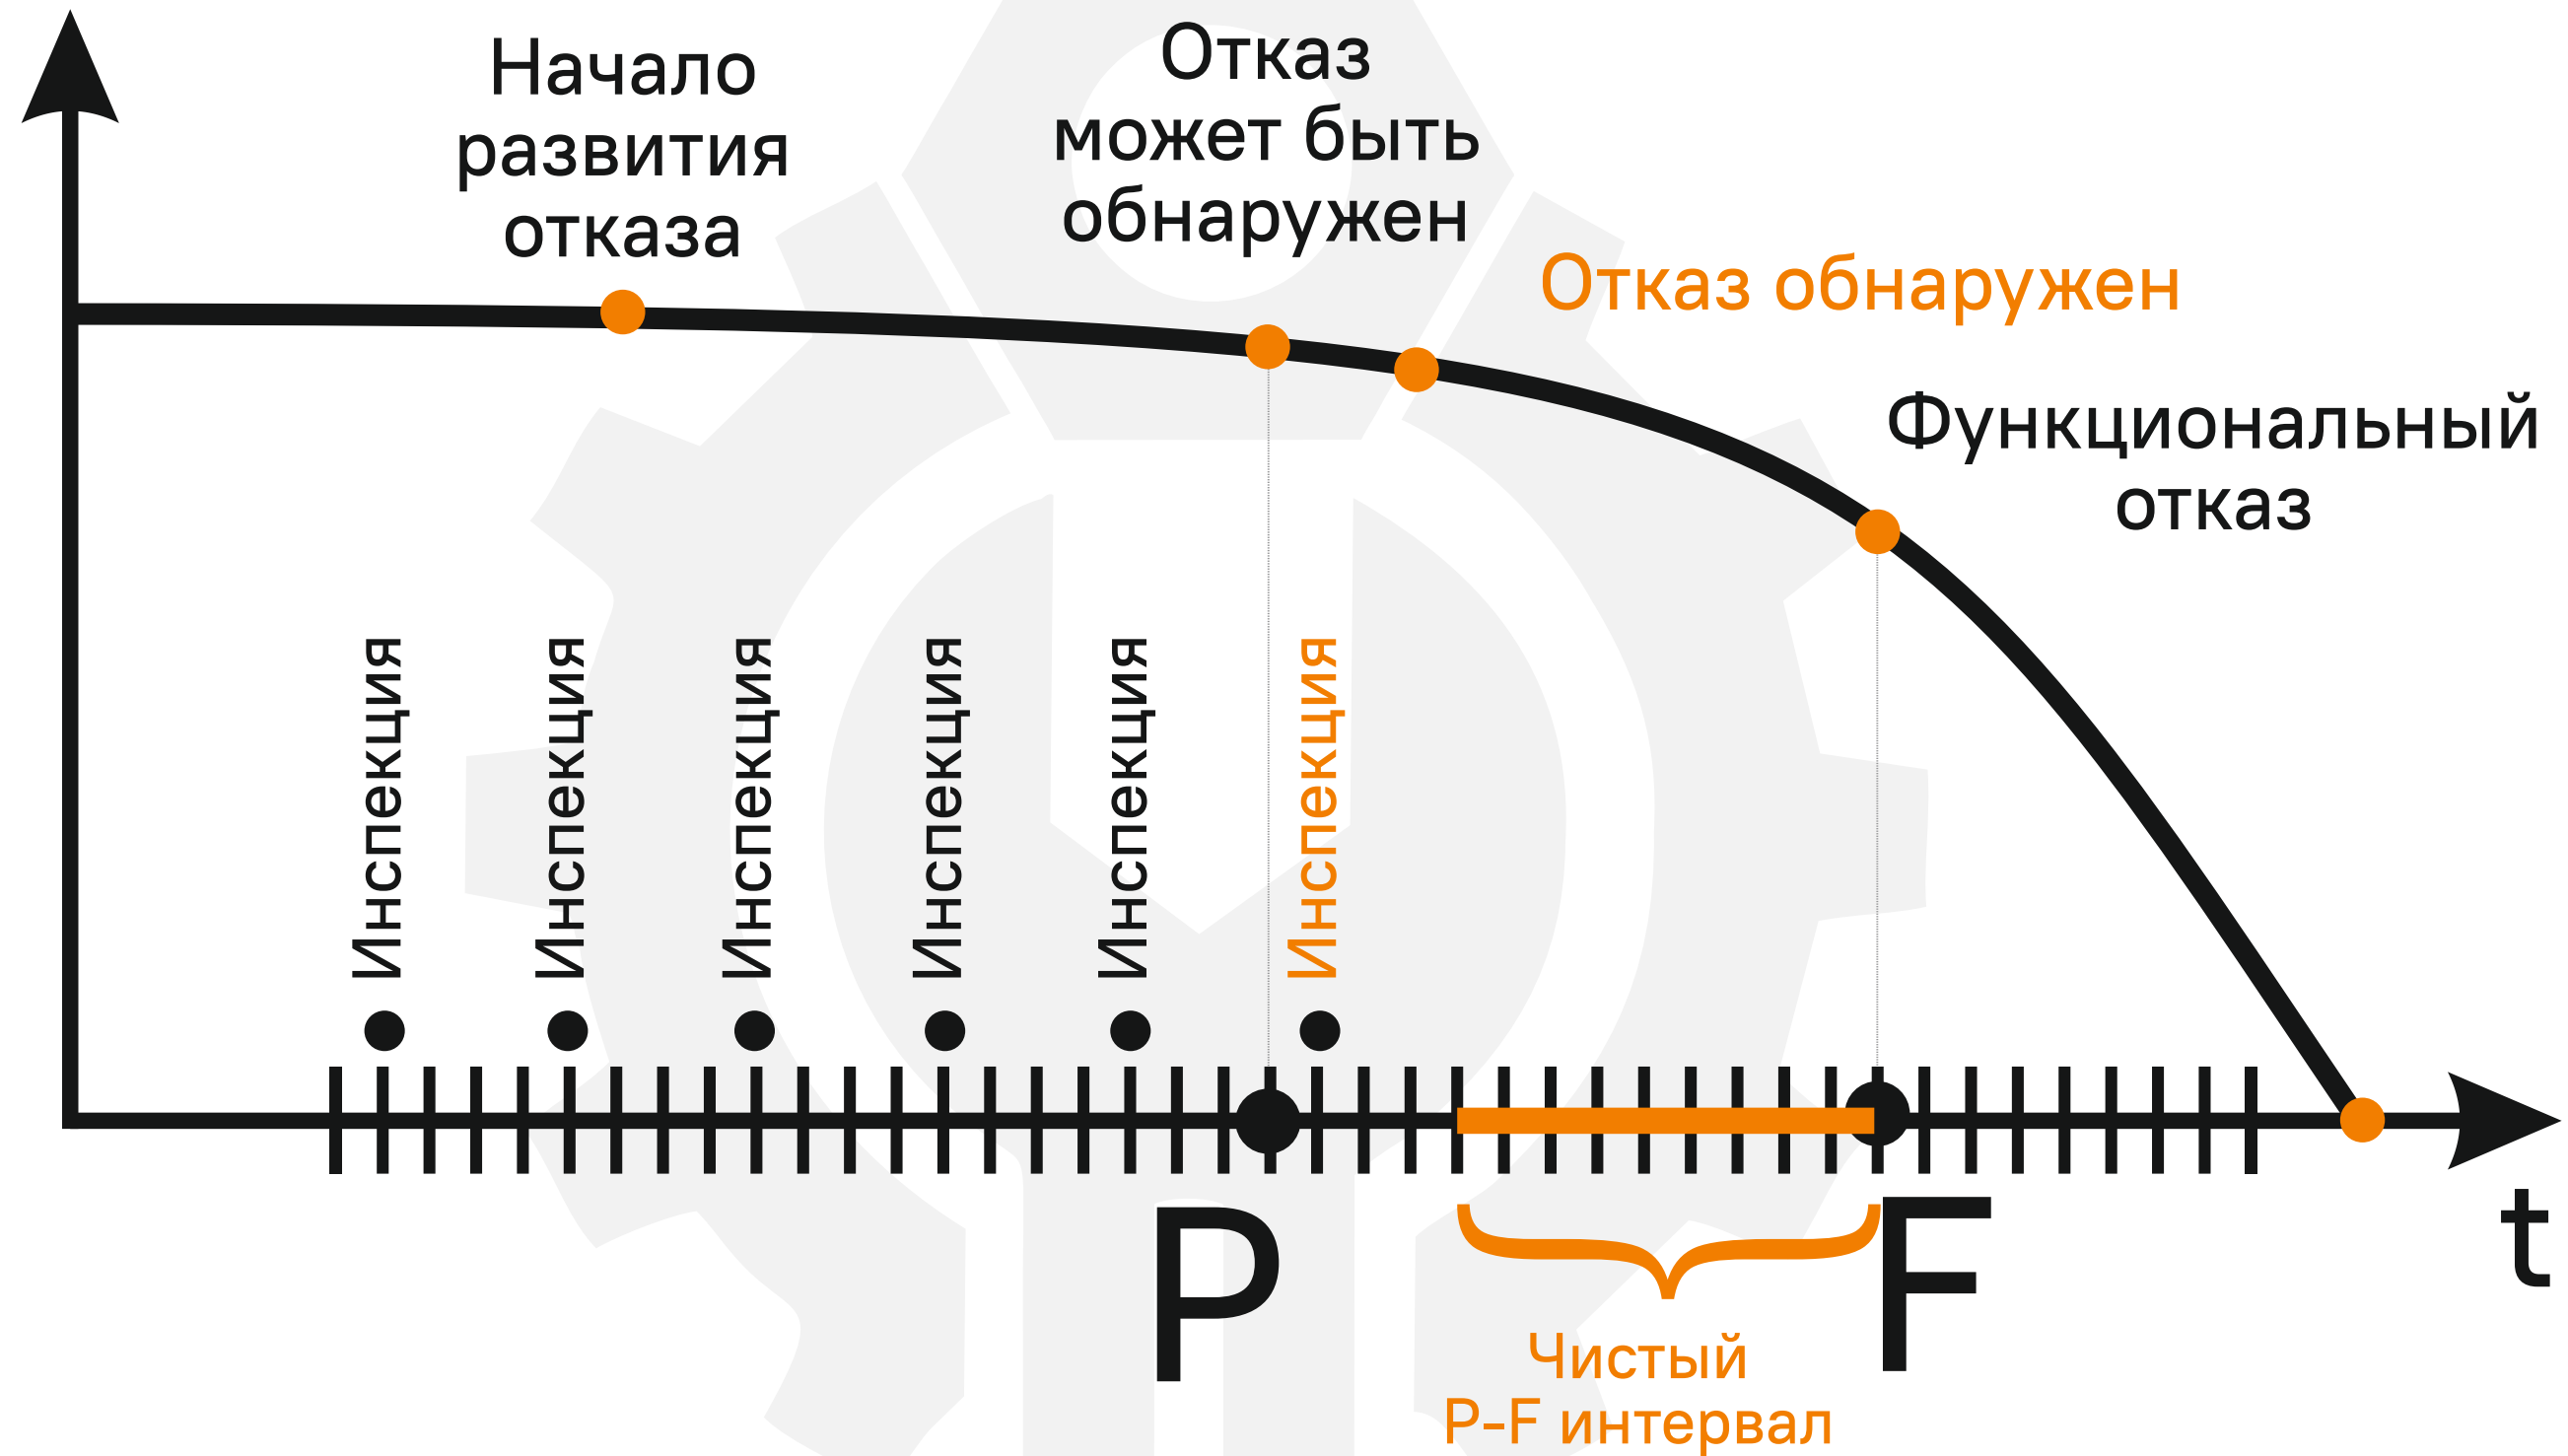 Начало
развития
отказа
Отказ
может быть
обнаружен
Отказ обнаружен
Функциональный
отказ
Инспекция
Инспекция
Инспекция
Инспекция
Инспекция
Инспекция
P
F
t
Чистый
P-F интервал